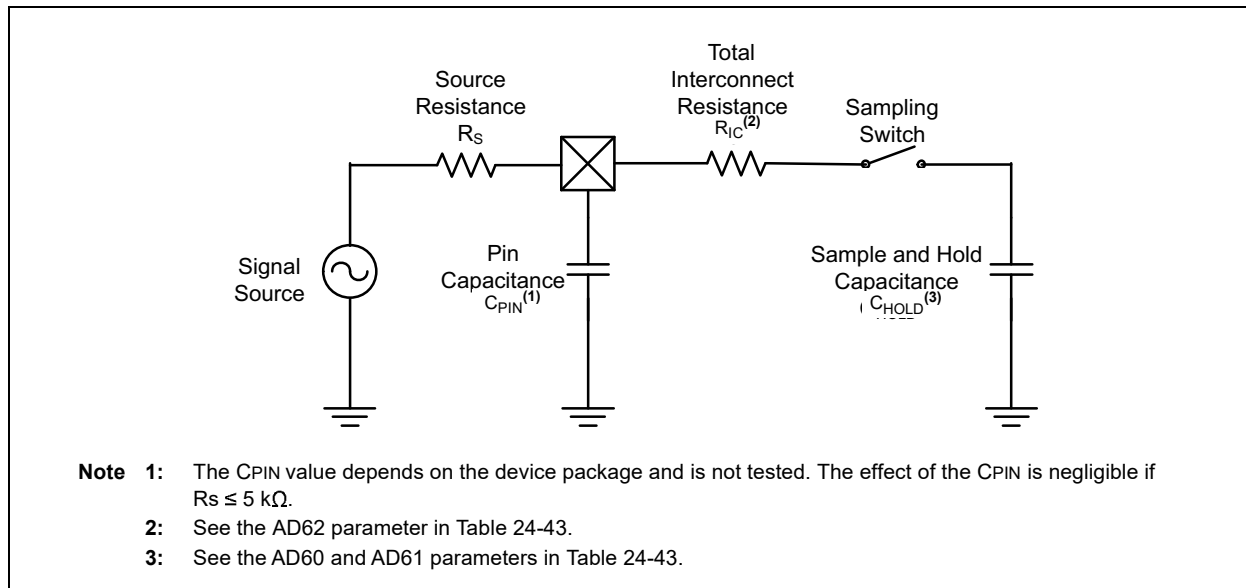 Source
Resistance
RS
Total
Interconnect
Resistance
RIC(2)
Sampling
Switch
Signal
Source
Pin
Capacitance
CPIN(1)
Sample and Hold
Capacitance
CHOLD(3)
Note 1: The CPIN value depends on the device package and is not tested. The effect of the CPIN is negligible if
Rs ≤ 5 kΩ.
2: See the AD62 parameter in Table 24-43.
3: See the AD60 and AD61 parameters in Table 24-43.